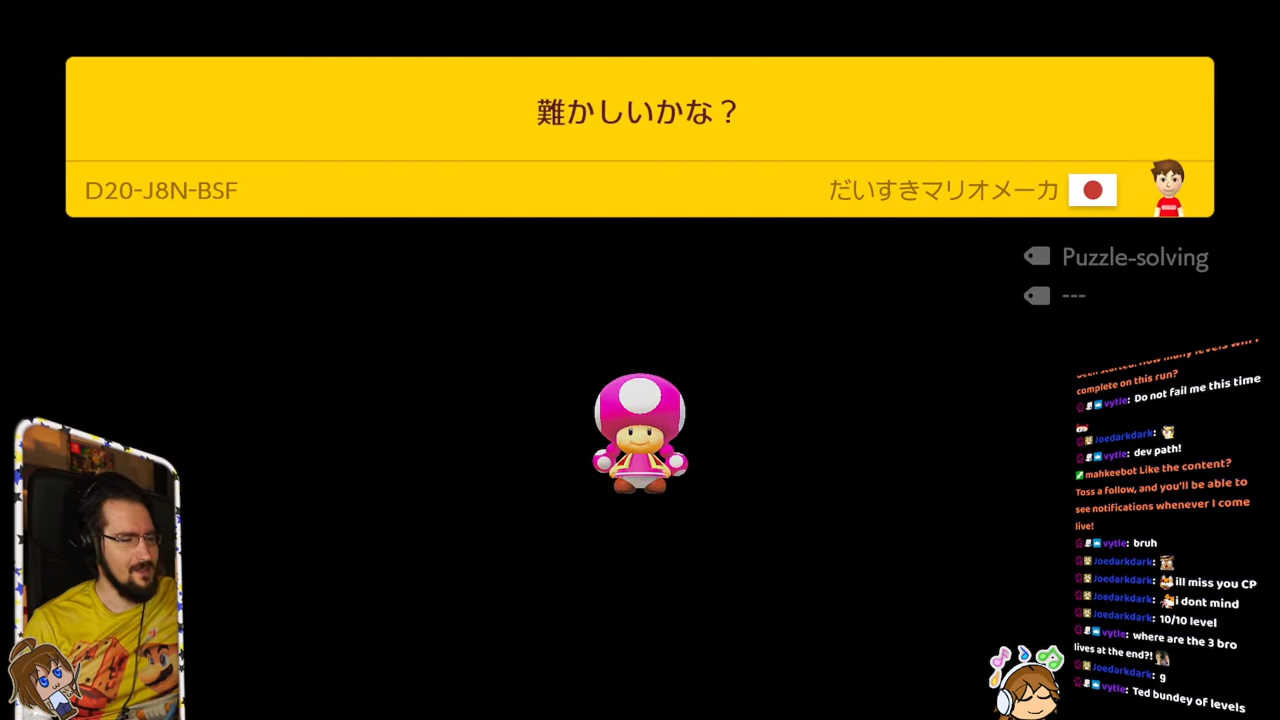 難かしいかな？
D20-J8N-BSF
だいすきマリオメーカ
Puzzle-solving
---
complete on this run?
vytle: Do not fail me this time
Joedarkdark:
vytle: dev path!
mahkeebot Like the content?
Toss a follow, and you'll be able to
see notifications whenever I come
live!
vytle: bruh
Joedarkdark:
Joedarkdark: ill miss you CP
Joedarkdark: i dont mind
Joedarkdark: 10/10 level
vytle: where are the 3 bro
lives at the end?!
Joedarkdark: g
vytle: Ted bundey of levels